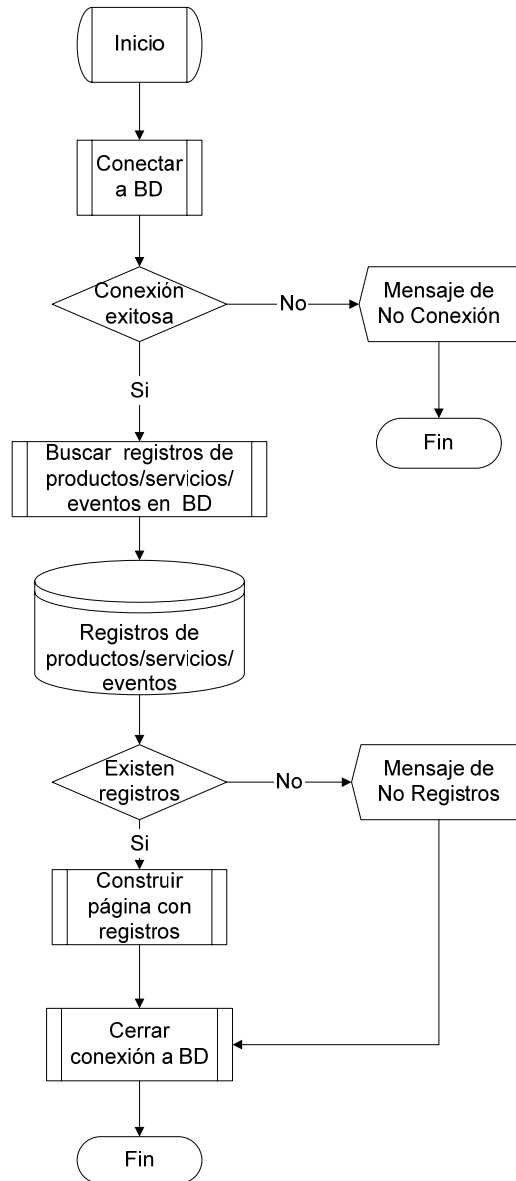 Inicio
Conectar
a BD
Conexión
exitosa
No
Mensaje de
No Conexión
Si
Fin
Buscar registros de
productos/servicios/
eventos en BD
Registros de
productos/servicios/
eventos
Existen
registros
No
Mensaje de
No Registros
Si
Construir
página con
registros
Cerrar
conexión a BD
Fin